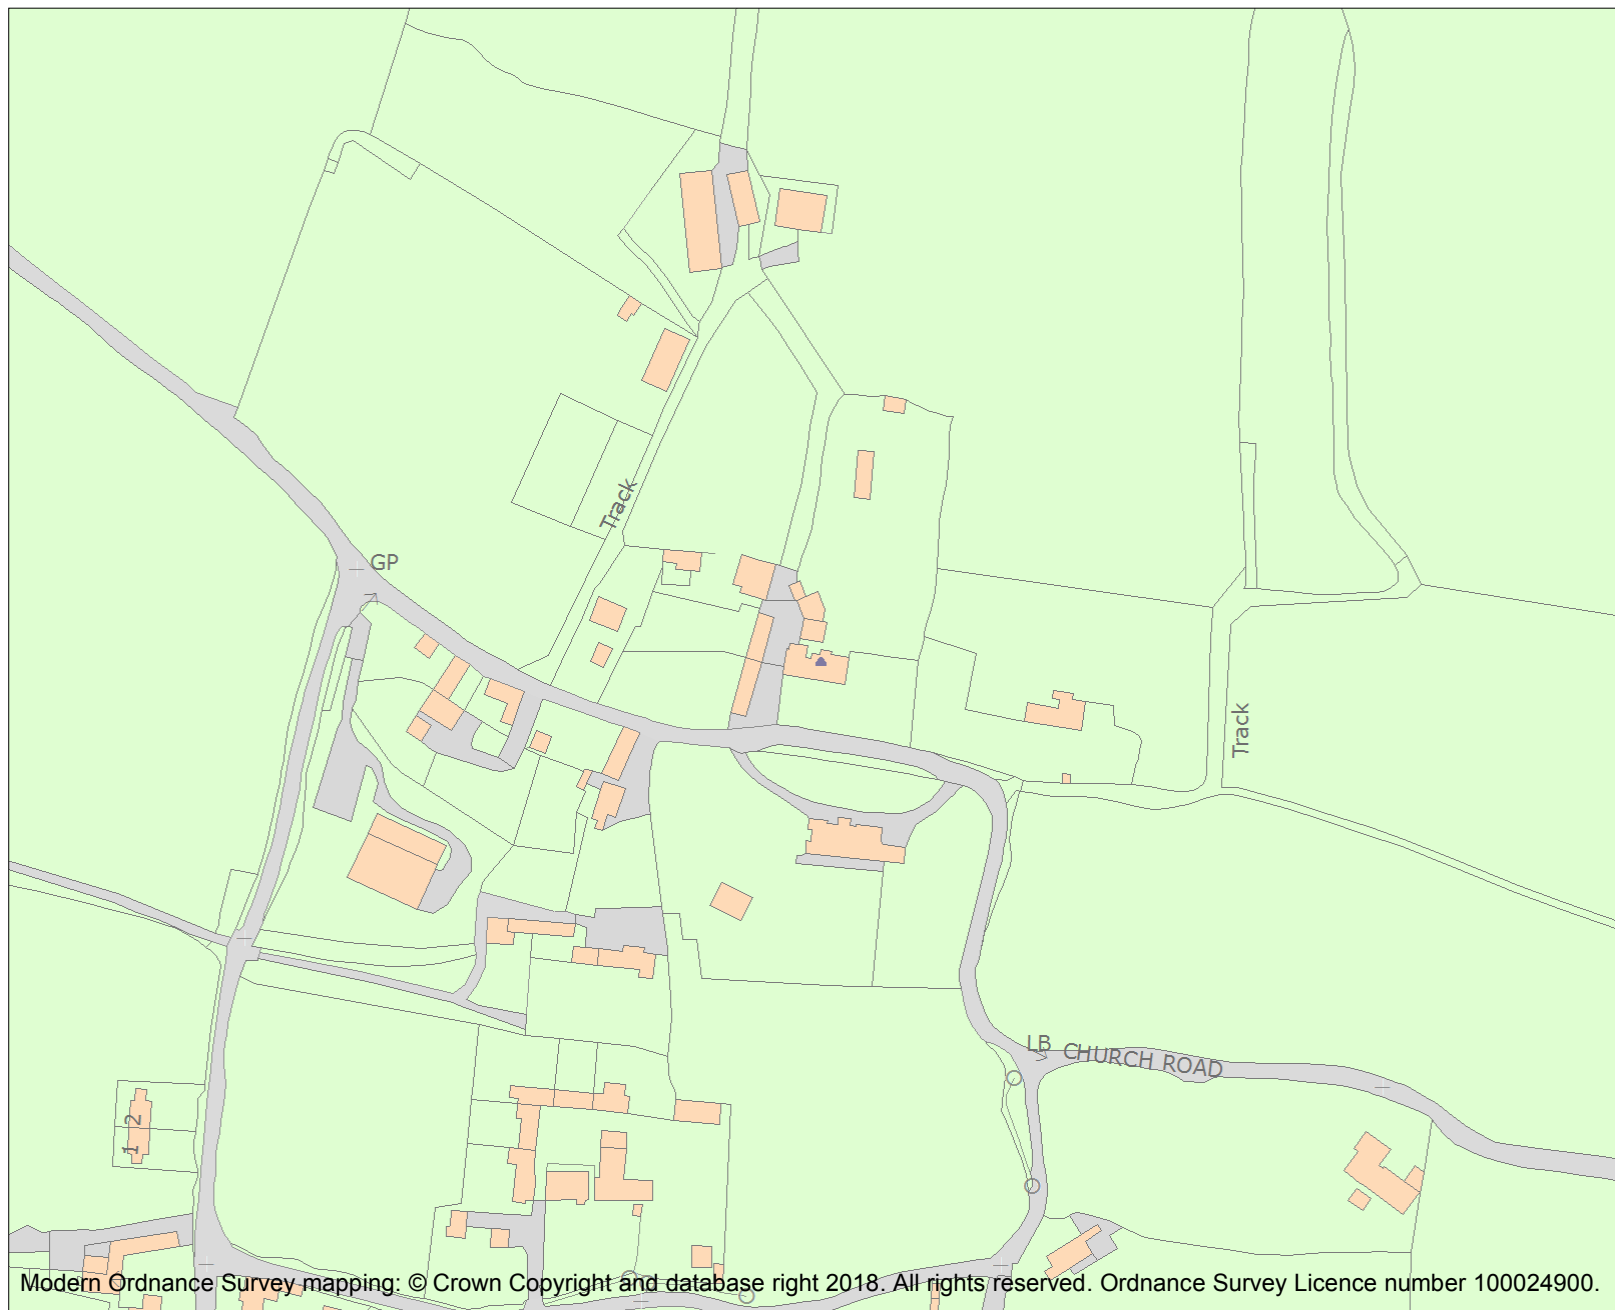 Track
GP
Track
LB CHURCH ROAD
2
1
Modern Ordnance Survey mapping: © Crown Copyright and database right 2018. All rights reserved. Ordnance Survey Licence number 100024900.